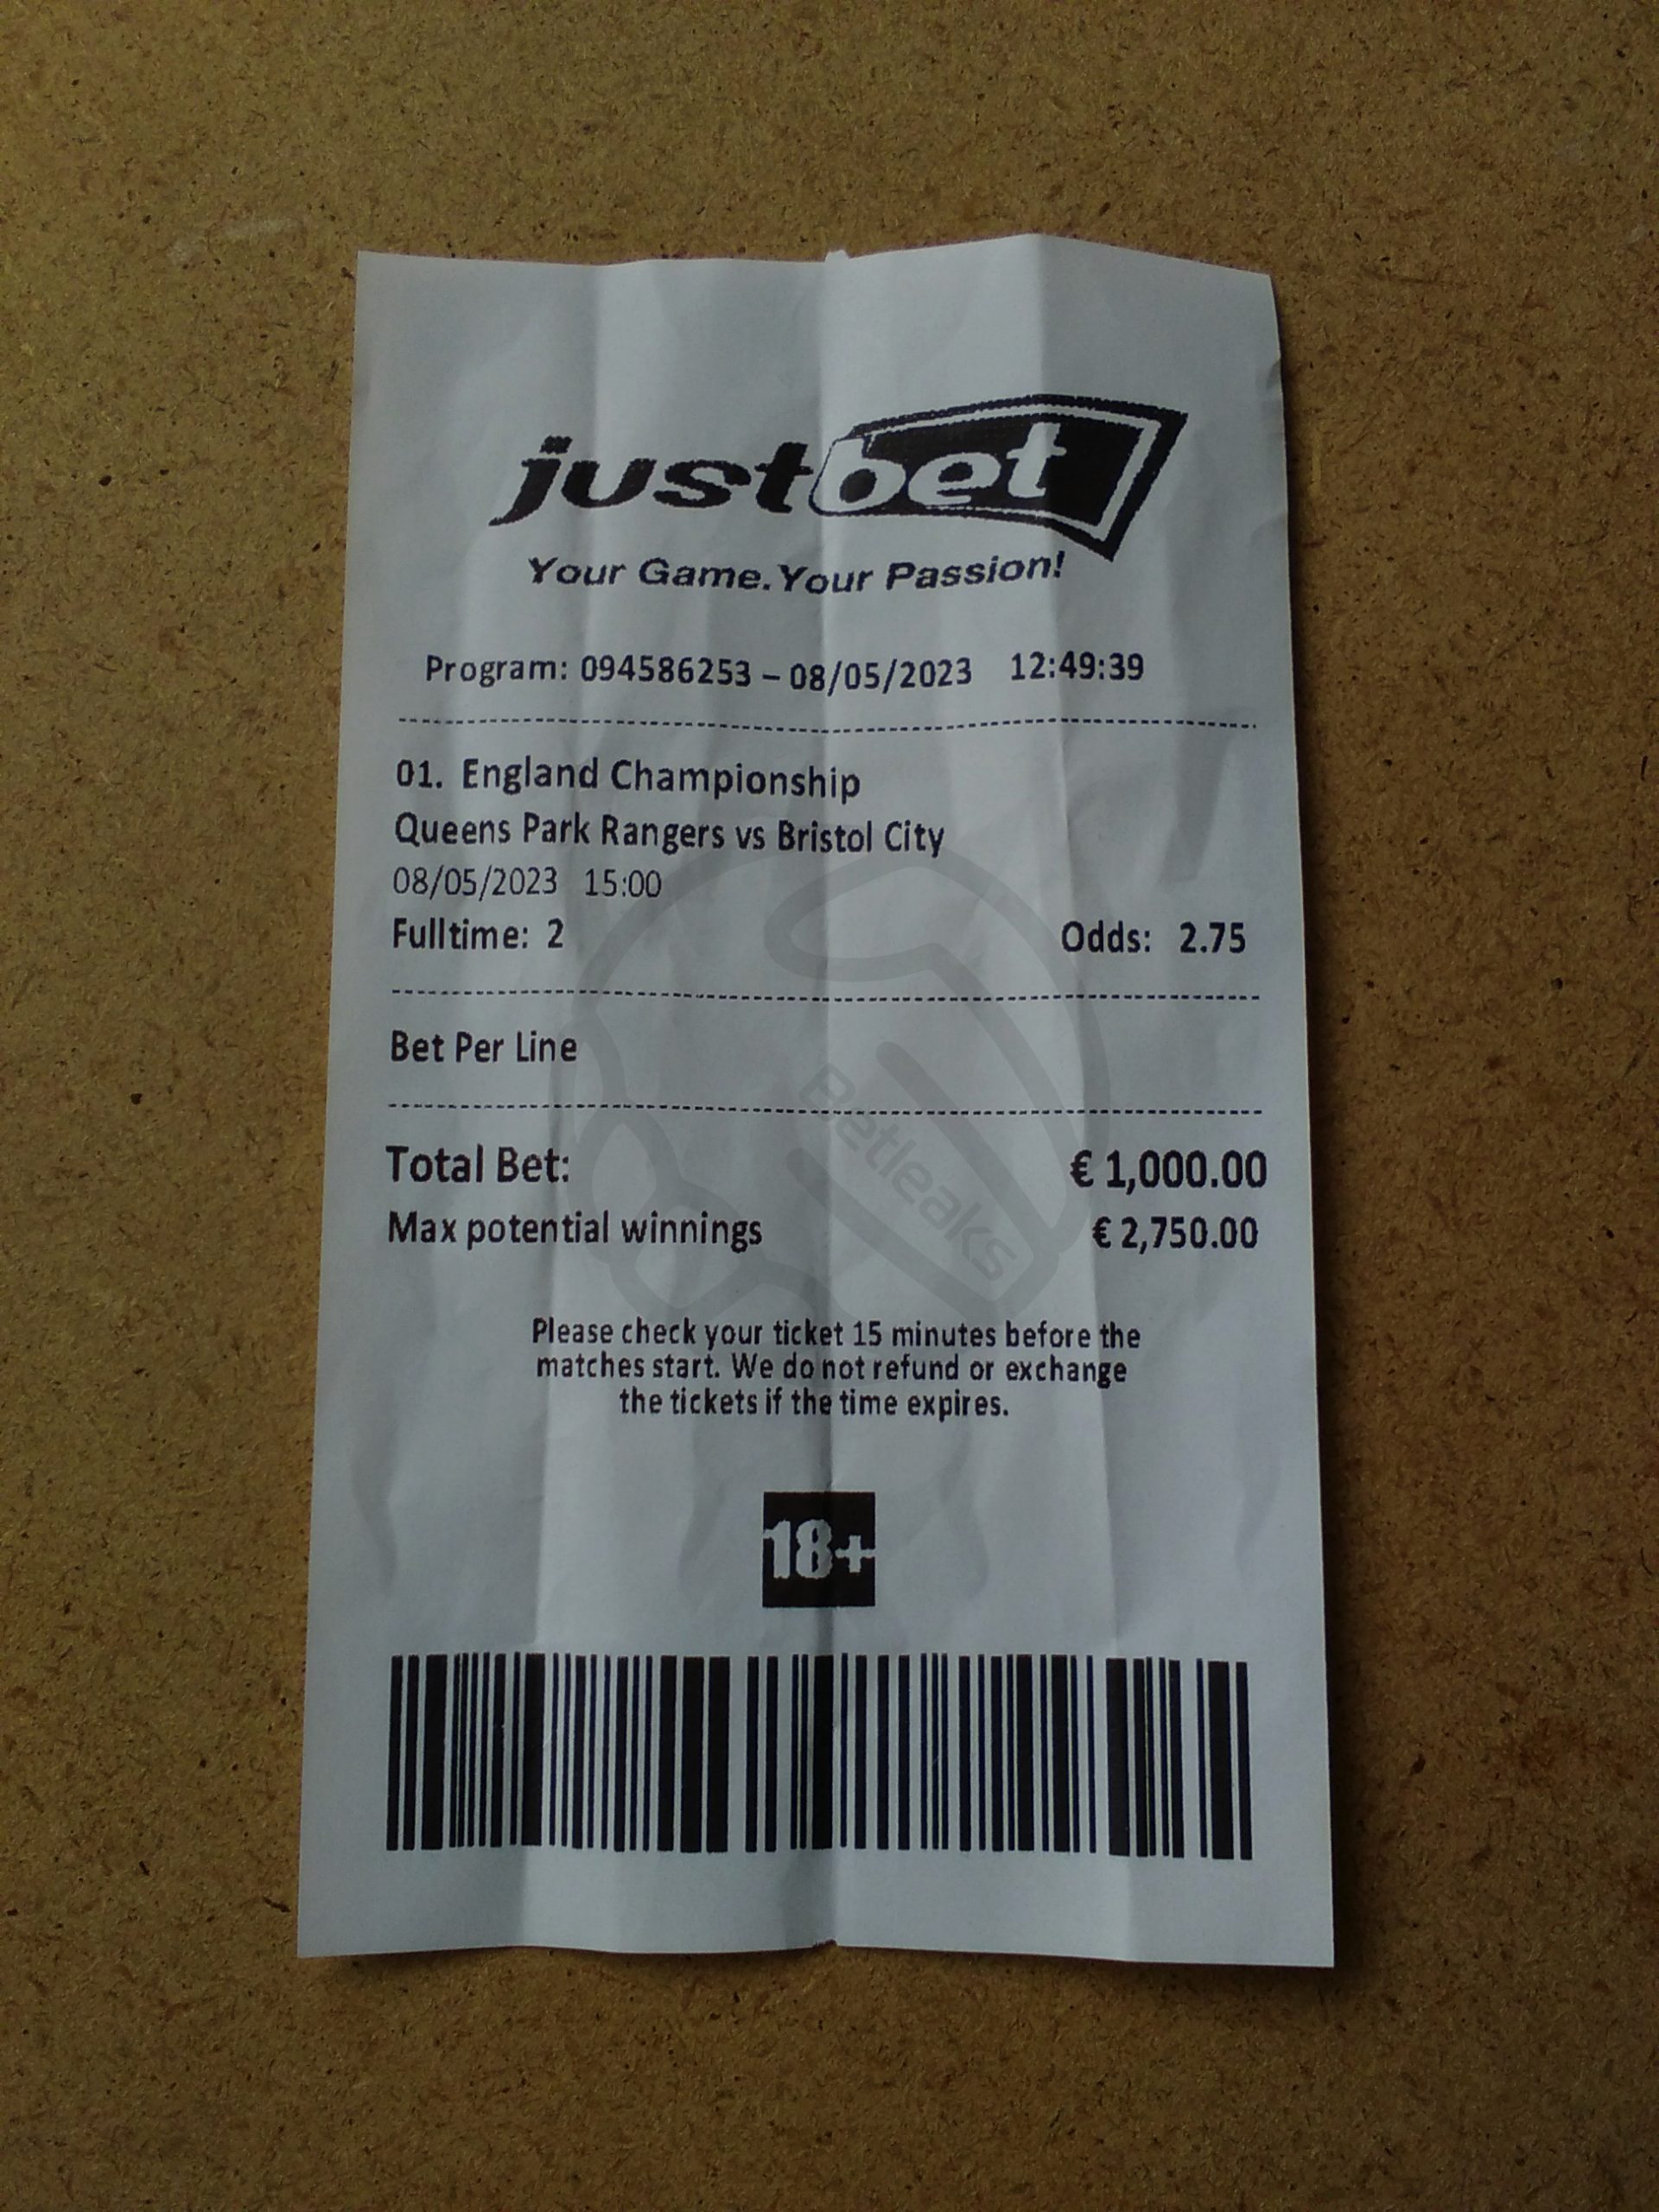 justbet
Your Game.Your Passion!
Program: 094586253 – 08/05/2023 12:49:39
01. England Championship
Queens Park Rangers vs Bristol City
08/05/2023 15:00
Fulltime: 2 Odds: 2.75
Bet Per Line
Total Bet: € 1,000.00
Max potential winnings € 2,750.00
Betleaks
Please check your ticket 15 minutes before the
matches start. We do not refund or exchange
the tickets if the time expires.
18+